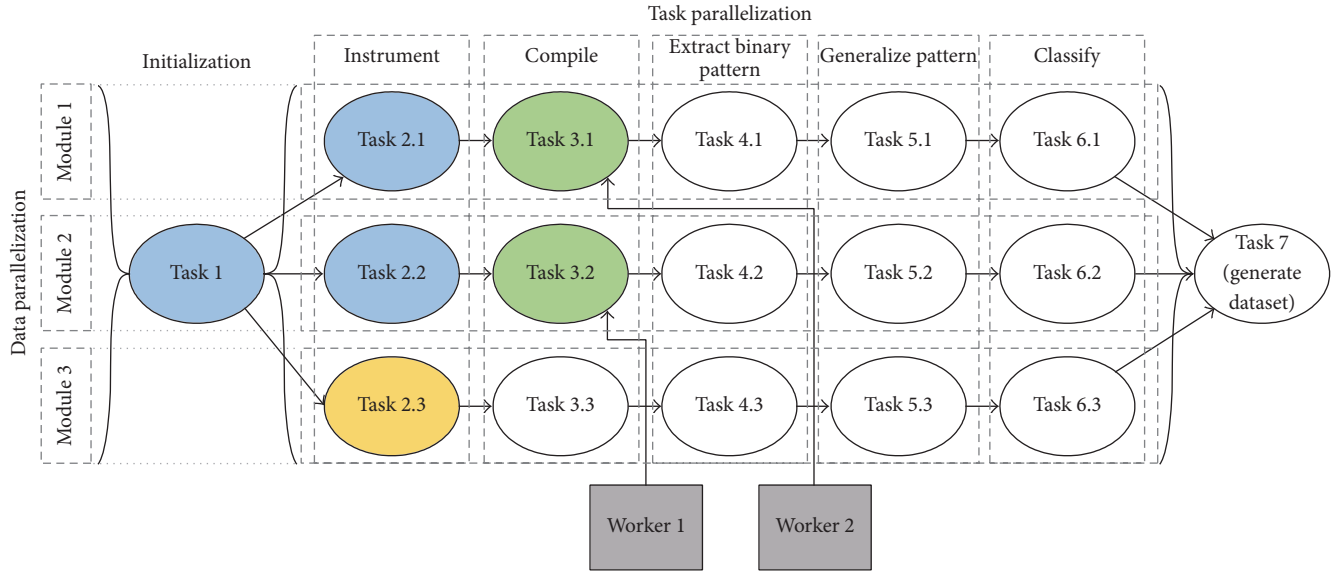 Task parallelization
Initialization
Instrument
Compile
Extract binary
pattern
Generalize pattern
Classify
Data parallelization
Module 1
Task 2.1
Task 3.1
Task 4.1
Task 5.1
Task 6.1
Module 2
Task 1
Task 2.2
Task 3.2
Task 4.2
Task 5.2
Task 6.2
Task 7
(generate
dataset)
Module 3
Task 2.3
Task 3.3
Task 4.3
Task 5.3
Task 6.3
Worker 1
Worker 2